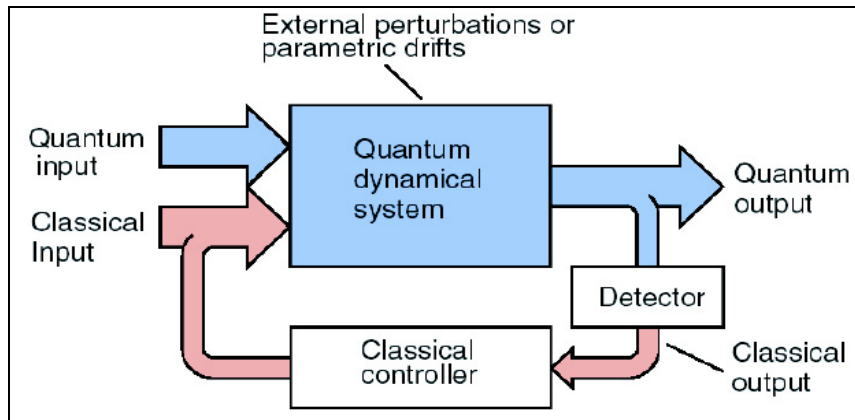 External perturbations or
parametric drifts
Quantum
input
Quantum
dynamical
system
Quantum
output
Classical
Input
Detector
Classical
controller
Classical
output